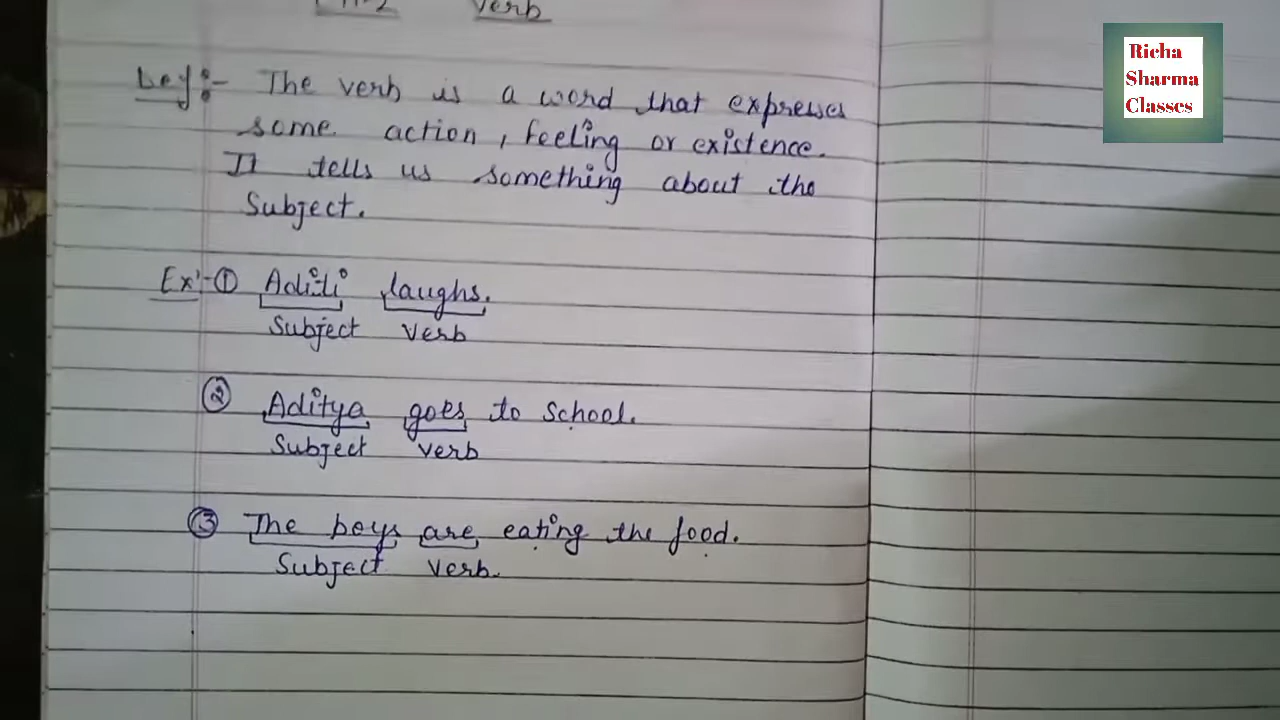 Verb
Def:- The verb is a word that expresses
some action, feeling or existence.
It tells us something about the
Subject.
Ex:-① Aditi laughs.
Subject Verb
② Aditya goes to school.
Subject verb
③ The boys are eating the food.
Subject verb.
Richa
Sharma
Classes